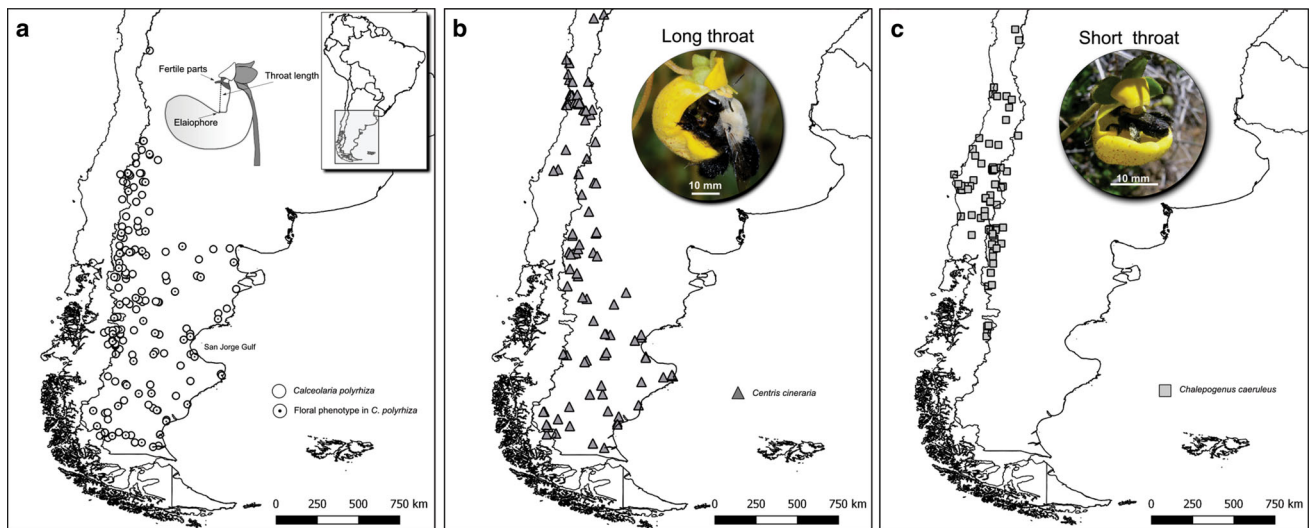 a
Fertile parts
Throat length
Elaiophore
San Jorge Gulf
Calceolaria polyrhiza
Floral phenotype in C. polyrhiza
0 250 500 750 km
b
Long throat
10 mm
Centris cineraria
0 250 500 750 km
c
Short throat
10 mm
Chalepogenus caeruleus
0 250 500 750 km